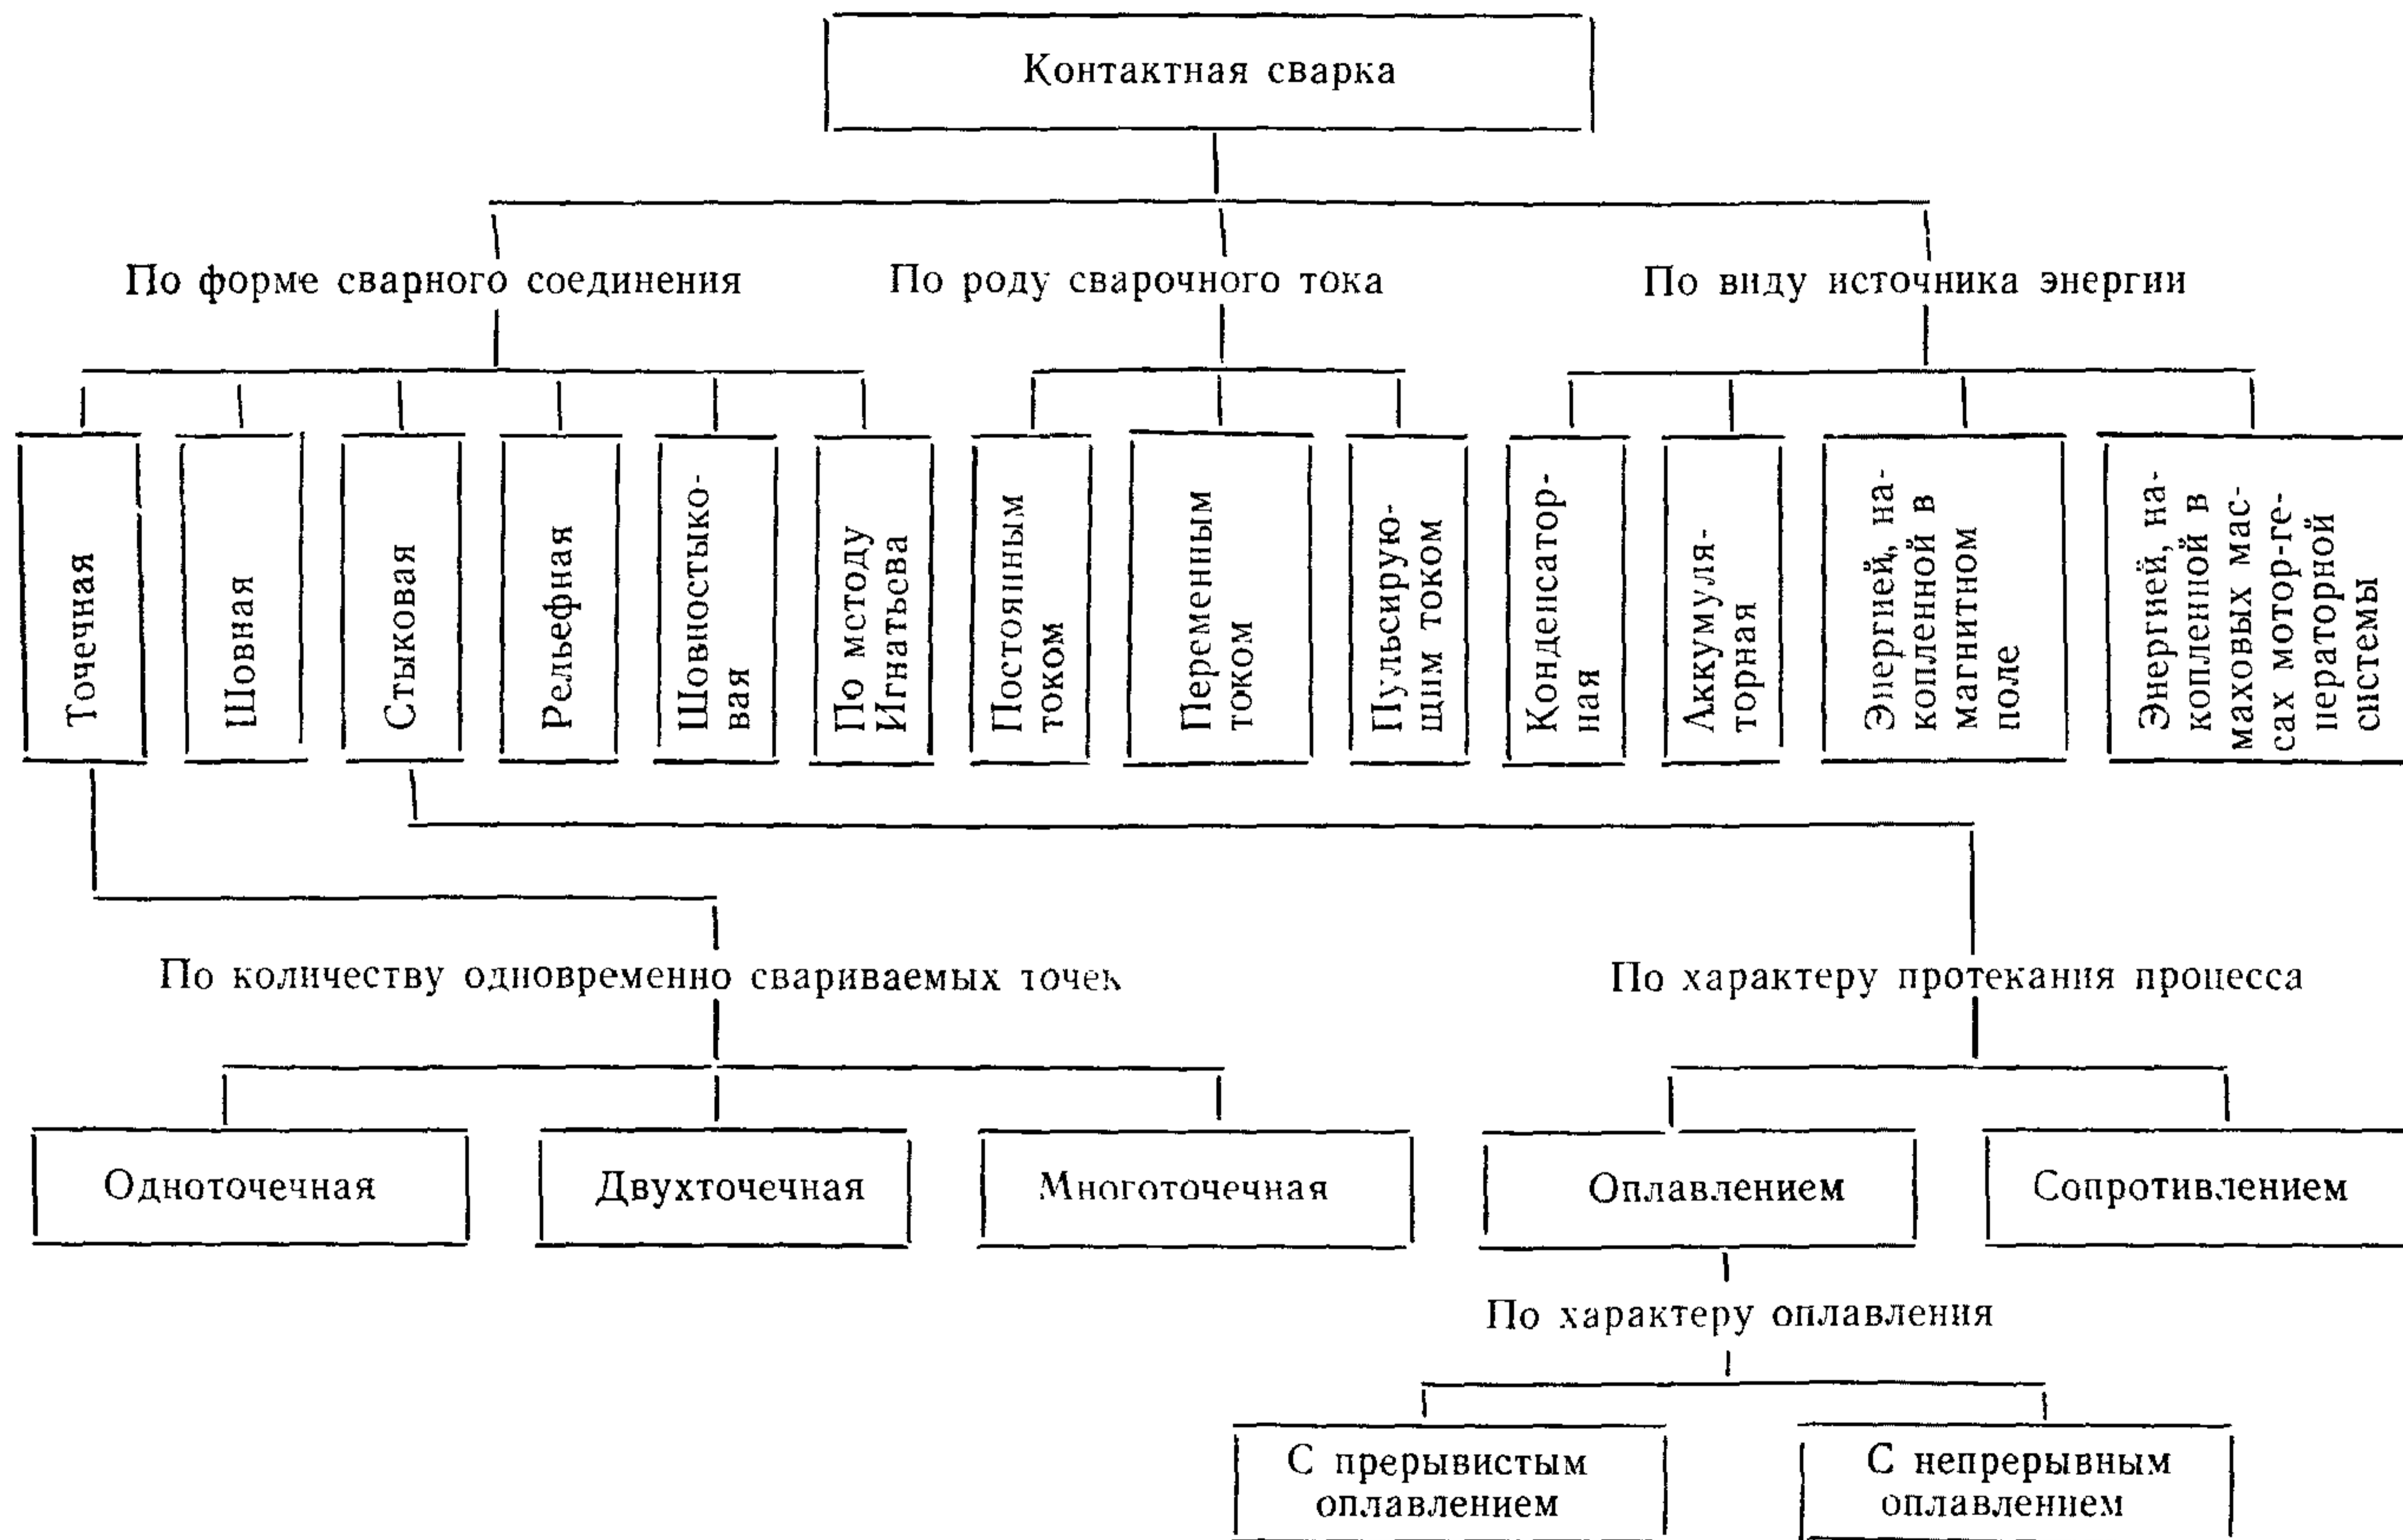 Контактная сварка
По форме сварного соединения
По роду сварочного тока
По виду источника энергии
Точечная
Шовная
Стыковая
Рельефная
Шовностыко-
вая
По методу
Игнатьева
Постоянным
током
Переменным
током
Пульсирую-
щим током
Конденсатор-
ная
Аккумуля-
торная
Энергией, на-
копленной в
магнитном
поле
Энергией, на-
копленной в
маховых мас-
сах мотор-ге-
нераторной
системы
По количеству одновременно свариваемых точек
По характеру протекания процесса
Одноточечная
Двухточечная
Многоточечная
Оплавлением
Сопротивлением
По характеру оплавления
С прерывистым
оплавлением
С непрерывным
оплавлением